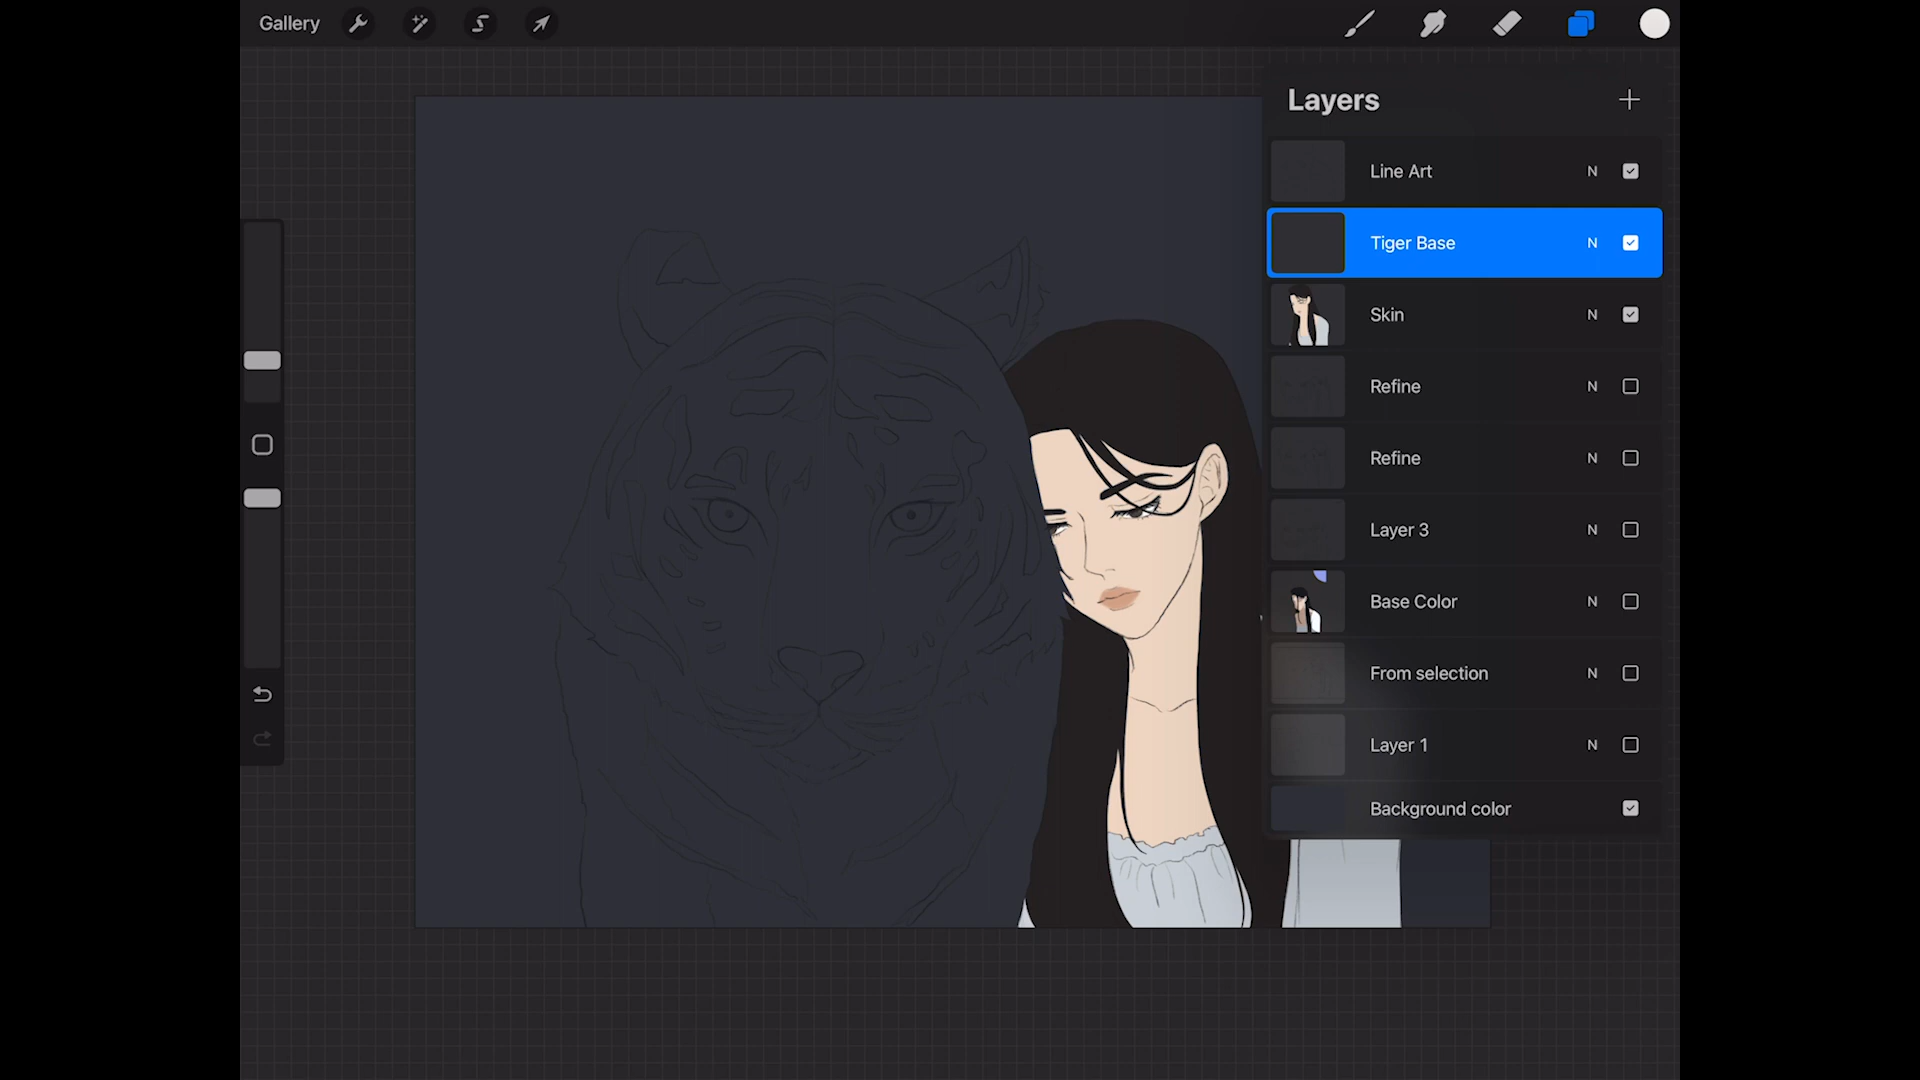 Gallery
Layers
Line Art N
Tiger Base N
Skin N
Refine N
Refine N
Layer 3 N
Base Color N
From selection N
Layer 1 N
Background color